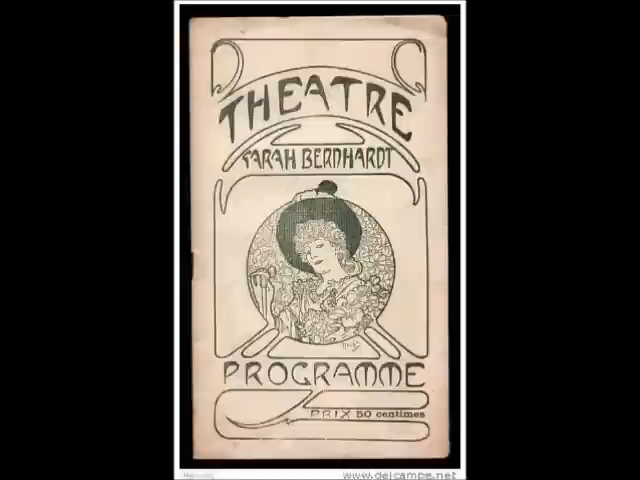 THEATRE
SARAH BERNHARDT
PROGRAMME
PRIX 50 centimes
www.delcampe.net